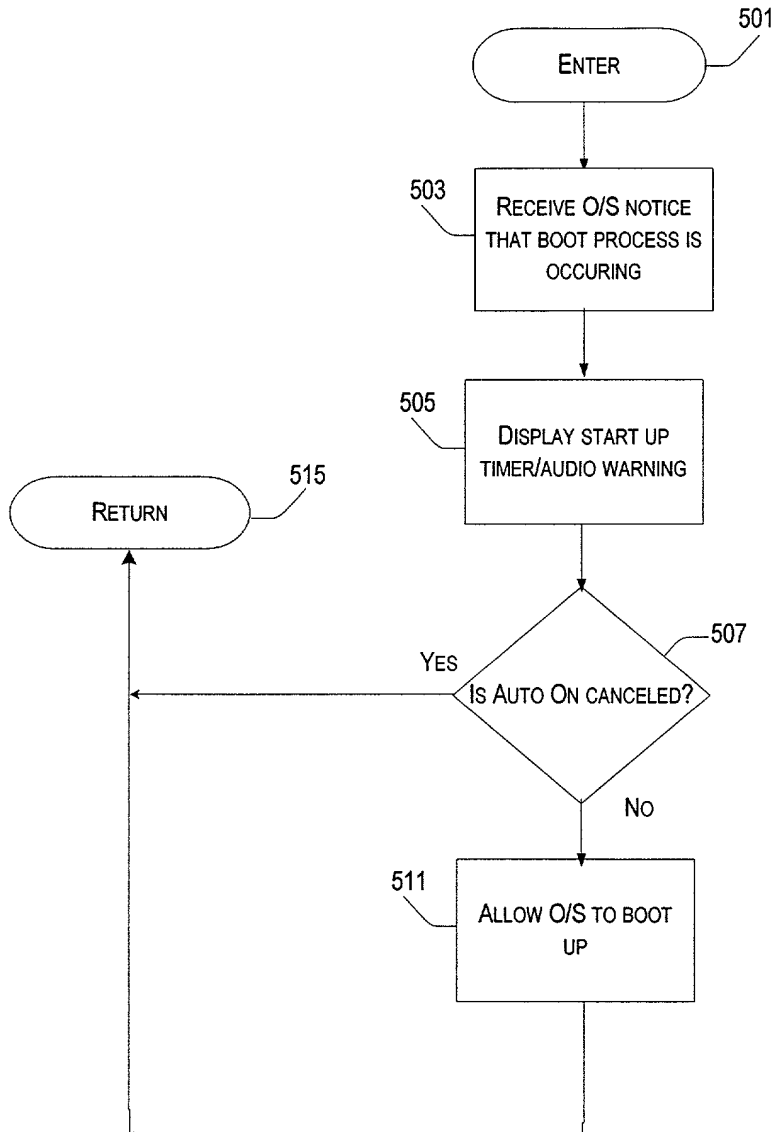 501
ENTER
503
RECEIVE O/S NOTICE
THAT BOOT PROCESS IS
OCCURING
505
DISPLAY START UP
TIMER/AUDIO WARNING
515
RETURN
507
YES
IS AUTO ON CANCELED?
NO
511
ALLOW O/S TO BOOT
UP